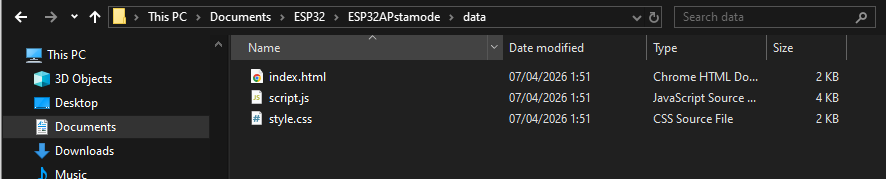 This PC > Documents > ESP32 > ESP32APstamode > data
Search data
This PC
3D Objects
Desktop
Documents
Downloads
Music
Name Date modified Type Size
index.html 07/04/2026 1:51 Chrome HTML Do... 2 KB
script.js 07/04/2026 1:51 JavaScript Source ... 4 KB
style.css 07/04/2026 1:51 CSS Source File 2 KB